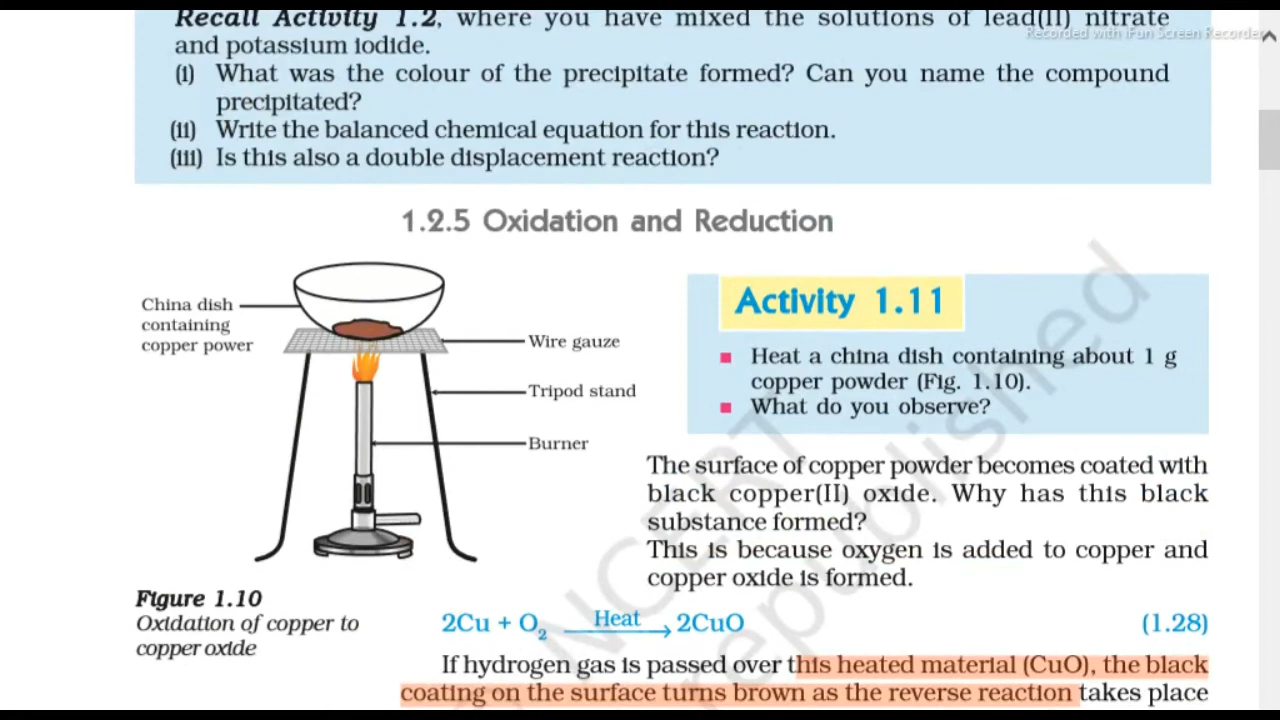 Recall Activity 1.2, where you have mixed the solutions of lead(II) nitrate
and potassium iodide.
Recorded with iFun Screen Recorder
(i) What was the colour of the precipitate formed? Can you name the compound
precipitated?
(ii) Write the balanced chemical equation for this reaction.
(iii) Is this also a double displacement reaction?
1.2.5 Oxidation and Reduction
China dish
containing
copper power
Wire gauze
Tripod stand
Burner
Figure 1.10
Oxidation of copper to
copper oxide
Activity 1.11
■ Heat a china dish containing about 1 g
copper powder (Fig. 1.10).
■ What do you observe?
The surface of copper powder becomes coated with
black copper(II) oxide. Why has this black
substance formed?
This is because oxygen is added to copper and
copper oxide is formed.
2Cu + O₂ Heat→ 2CuO (1.28)
If hydrogen gas is passed over this heated material (CuO), the black
coating on the surface turns brown as the reverse reaction takes place
NCERT
republished